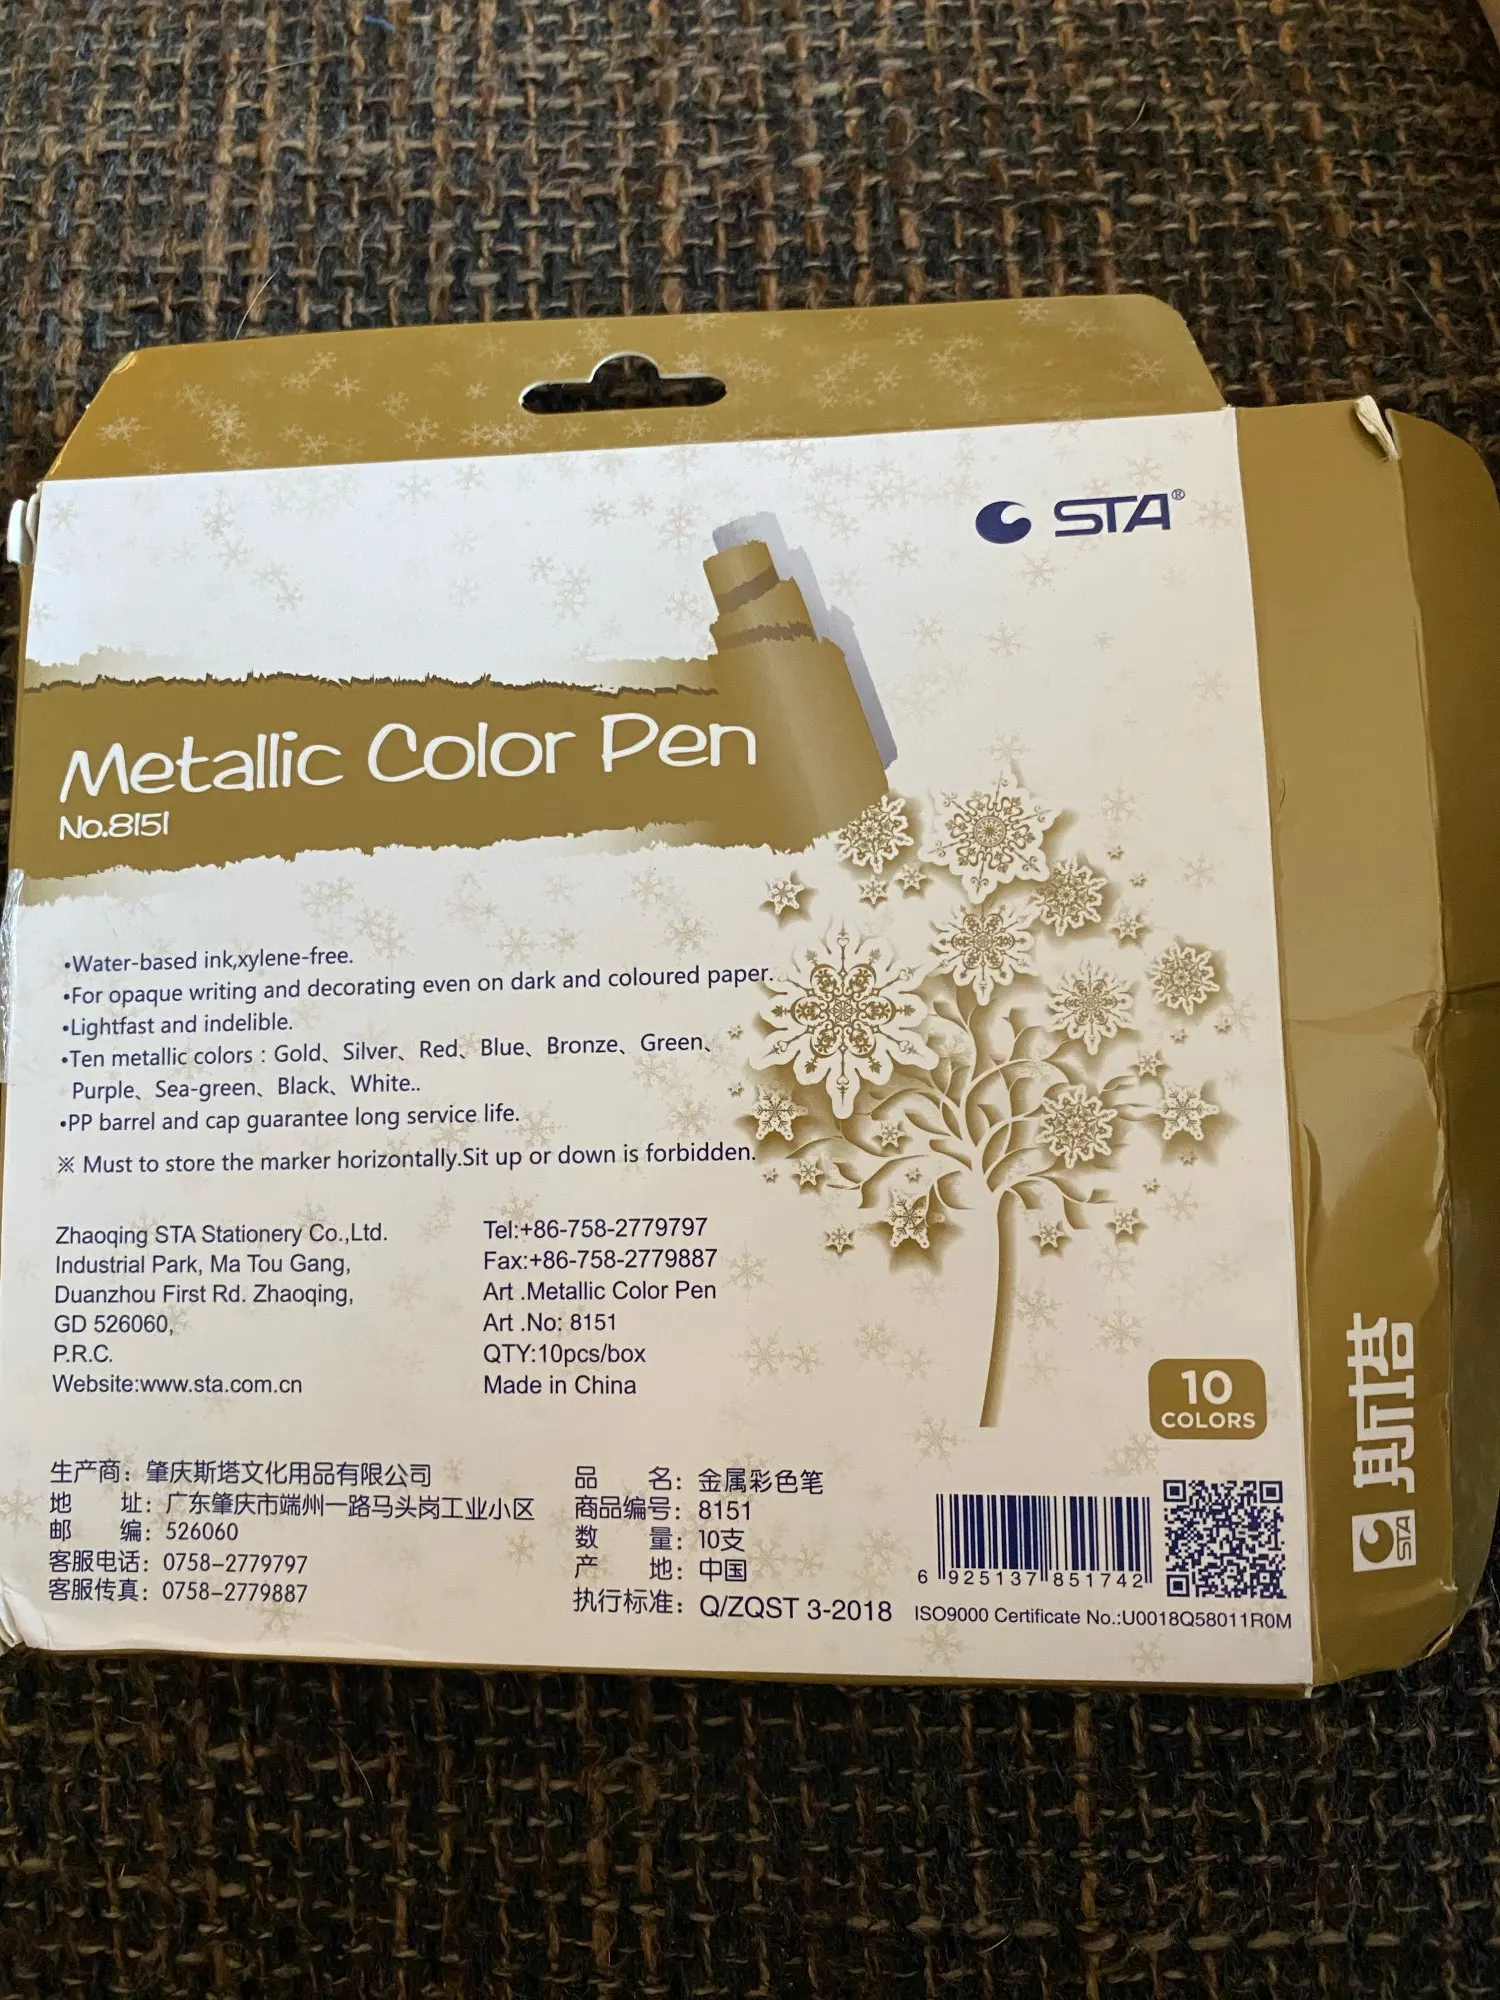 STA®
Metallic Color Pen
No.8151
•Water-based ink,xylene-free.
•For opaque writing and decorating even on dark and coloured paper.
•Lightfast and indelible.
•Ten metallic colors : Gold、Silver、Red、Blue、Bronze、Green、
Purple、Sea-green、Black、White..
•PP barrel and cap guarantee long service life.
※ Must to store the marker horizontally.Sit up or down is forbidden.
Zhaoqing STA Stationery Co.,Ltd.
Industrial Park, Ma Tou Gang,
Duanzhou First Rd. Zhaoqing,
GD 526060,
P.R.C.
Website:www.sta.com.cn
Tel:+86-758-2779797
Fax:+86-758-2779887
Art .Metallic Color Pen
Art .No: 8151
QTY:10pcs/box
Made in China
10
COLORS
生产商：肇庆斯塔文化用品有限公司
地 址：广东肇庆市端州一路马头岗工业小区
邮 编：526060
客服电话：0758-2779797
客服传真：0758-2779887
品 名：金属彩色笔
商品编号：8151
数 量：10支
产 地：中国
执行标准：Q/ZQST 3-2018
6 925137 851742
ISO9000 Certificate No.:U0018Q58011R0M
STA 斯塔